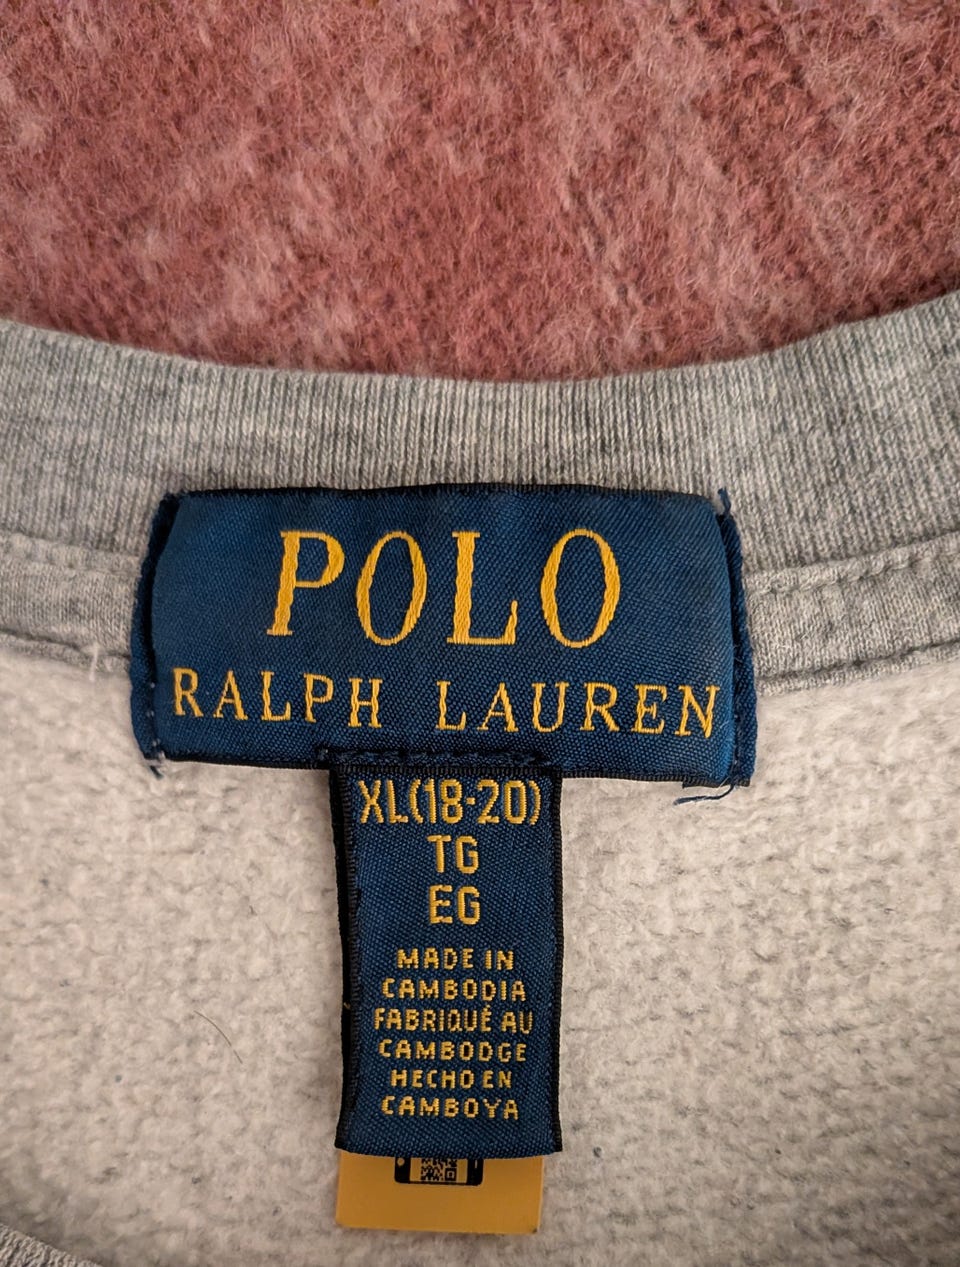 POLO
RALPH LAUREN
XL(18-20)
TG
EG
MADE IN
CAMBODIA
FABRIQUÉ AU
CAMBODGE
HECHO EN
CAMBOYA